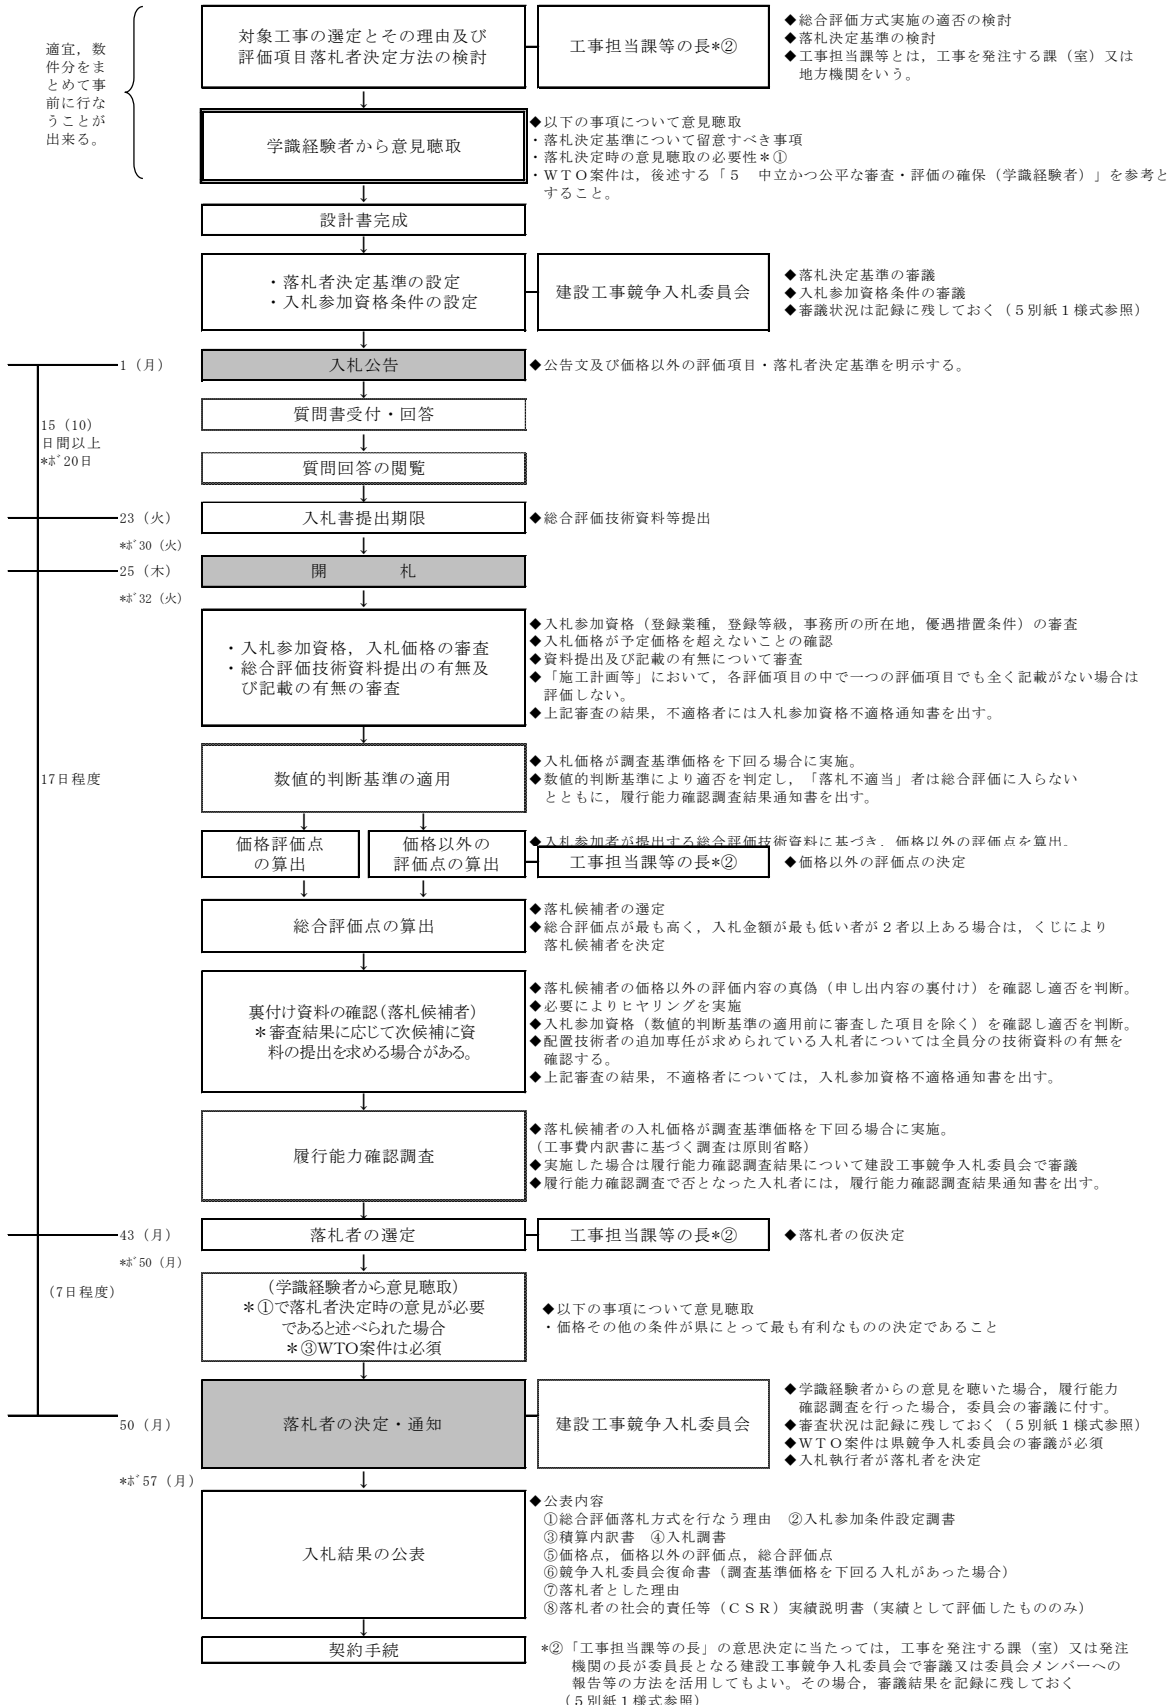 適宜，数
件分をま
とめて事
前に行な
うことが
出来る。
対象工事の選定とその理由及び
評価項目落札者決定方法の検討
工事担当課等の長*②
◆総合評価方式実施の適否の検討
◆落札決定基準の検討
◆工事担当課等とは，工事を発注する課（室）又は
地方機関をいう。
↓
学識経験者から意見聴取
◆以下の事項について意見聴取
・落札決定基準について留意すべき事項
・落札決定時の意見聴取の必要性＊①
・ＷＴＯ案件は，後述する「５　中立かつ公平な審査・評価の確保（学識経験者）」を参考と
すること。
↓
設計書完成
↓
・落札者決定基準の設定
・入札参加資格条件の設定
建設工事競争入札委員会
◆落札決定基準の審議
◆入札参加資格条件の審議
◆審議状況は記録に残しておく（５別紙１様式参照）
↓
1（月）
入札公告
◆公告文及び価格以外の評価項目・落札者決定基準を明示する。
↓
質問書受付・回答
15（10）
日間以上
*ﾎﾞ20日
↓
質問回答の閲覧
↓
23（火）
入札書提出期限
◆総合評価技術資料等提出
*ﾎﾞ30（火）
↓
25（木）
開　　　　札
*ﾎﾞ32（火）
↓
・入札参加資格，入札価格の審査
・総合評価技術資料提出の有無及
び記載の有無の審査
◆入札参加資格（登録業種，登録等級，事務所の所在地，優遇措置条件）の審査
◆入札価格が予定価格を超えないことの確認
◆資料提出及び記載の有無について審査
◆「施工計画等」において，各評価項目の中で一つの評価項目でも全く記載がない場合は
評価しない。
◆上記審査の結果，不適格者には入札参加資格不適格通知書を出す。
↓
17日程度
数値的判断基準の適用
◆入札価格が調査基準価格を下回る場合に実施。
◆数値的判断基準により適否を判定し，「落札不適当」者は総合評価に入らない
とともに，履行能力確認調査結果通知書を出す。
↓ ↓
価格評価点
の算出
価格以外の
評価点の算出
◆入札参加者が提出する総合評価技術資料に基づき，価格以外の評価点を算出。
工事担当課等の長*②
◆価格以外の評価点の決定
↓ ↓
総合評価点の算出
◆落札候補者の選定
◆総合評価点が最も高く，入札金額が最も低い者が２者以上ある場合は，くじにより
落札候補者を決定
↓
裏付け資料の確認（落札候補者）
＊審査結果に応じて次候補に資
料の提出を求める場合がある。
◆落札候補者の価格以外の評価内容の真偽（申し出内容の裏付け）を確認し適否を判断。
◆必要によりヒヤリングを実施
◆入札参加資格（数値的判断基準の適用前に審査した項目を除く）を確認し適否を判断。
◆配置技術者の追加専任が求められている入札者については全員分の技術資料の有無を
確認する。
◆上記審査の結果，不適格者については，入札参加資格不適格通知書を出す。
↓
履行能力確認調査
◆落札候補者の入札価格が調査基準価格を下回る場合に実施。
（工事費内訳書に基づく調査は原則省略）
◆実施した場合は履行能力確認調査結果について建設工事競争入札委員会で審議
◆履行能力確認調査で否となった入札者には，履行能力確認調査結果通知書を出す。
↓
43（月）
落札者の選定
工事担当課等の長*②
◆落札者の仮決定
*ﾎﾞ50（月）
↓
（7日程度）
（学識経験者から意見聴取）
＊①で落札者決定時の意見が必要
であると述べられた場合
＊③WTO案件は必須
◆以下の事項について意見聴取
・価格その他の条件が県にとって最も有利なものの決定であること
↓
50（月）
落札者の決定・通知
建設工事競争入札委員会
◆学識経験者からの意見を聴いた場合，履行能力
確認調査を行った場合，委員会の審議に付す。
◆審査状況は記録に残しておく（５別紙１様式参照）
◆ＷＴＯ案件は県競争入札委員会の審議が必須
◆入札執行者が落札者を決定
*ﾎﾞ57（月）
↓
入札結果の公表
◆公表内容
①総合評価落札方式を行なう理由　②入札参加条件設定調書
③積算内訳書　④入札調書
⑤価格点，価格以外の評価点，総合評価点
⑥競争入札委員会復命書（調査基準価格を下回る入札があった場合）
⑦落札者とした理由
⑧落札者の社会的責任等（ＣＳＲ）実績説明書（実績として評価したもののみ）
↓
契約手続
*②「工事担当課等の長」の意思決定に当たっては，工事を発注する課（室）又は発注
機関の長が委員長となる建設工事競争入札委員会で審議又は委員会メンバーへの
報告等の方法を活用してもよい。その場合，審議結果を記録に残しておく
（５別紙１様式参照）